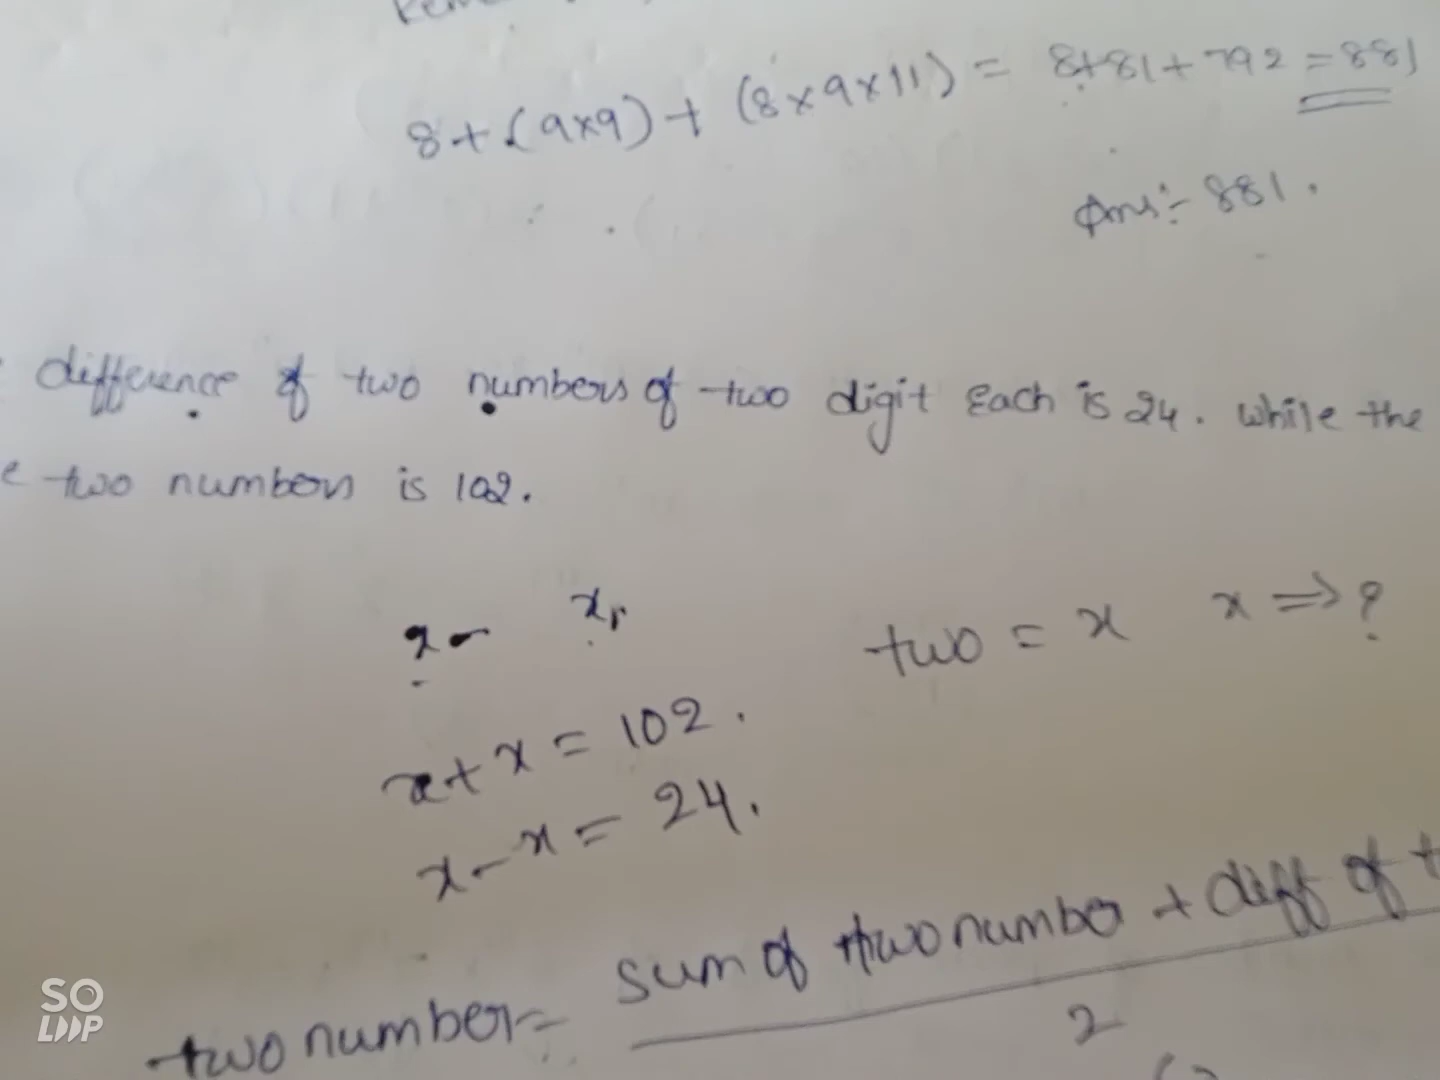 8+(9x9)+(8x9x11) = 8+81+792 = 881
Ans:- 881.
difference of two numbers of two digit Each is 24. While the
two numbers is 102.
x- x,
two = x x ⇒ ?
x+x = 102.
x-x = 24.
two number = sum of two number + diff of
2
SO
LOOP